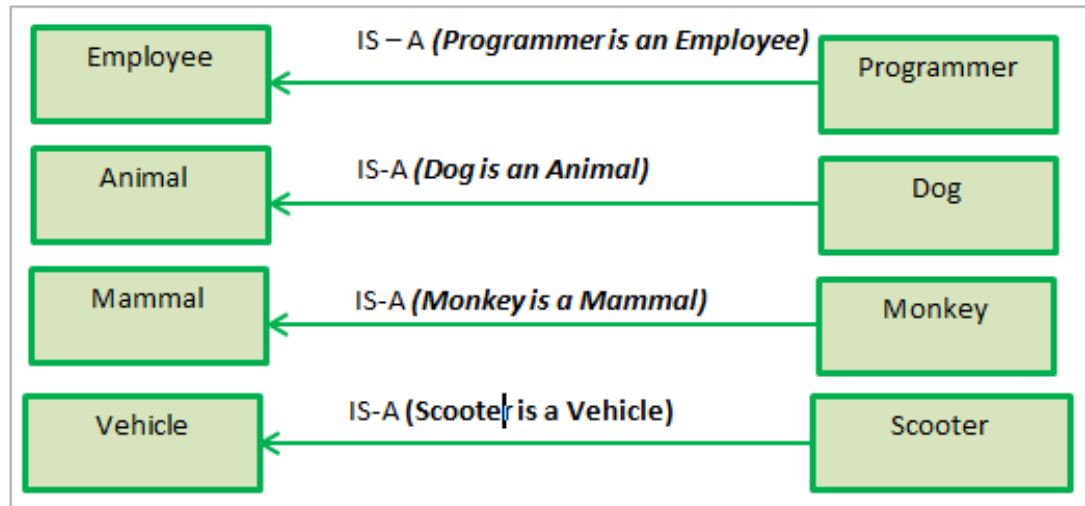 Employee
IS – A (Programmer is an Employee)
Programmer
Animal
IS-A (Dog is an Animal)
Dog
Mammal
IS-A (Monkey is a Mammal)
Monkey
Vehicle
IS-A (Scooter is a Vehicle)
Scooter